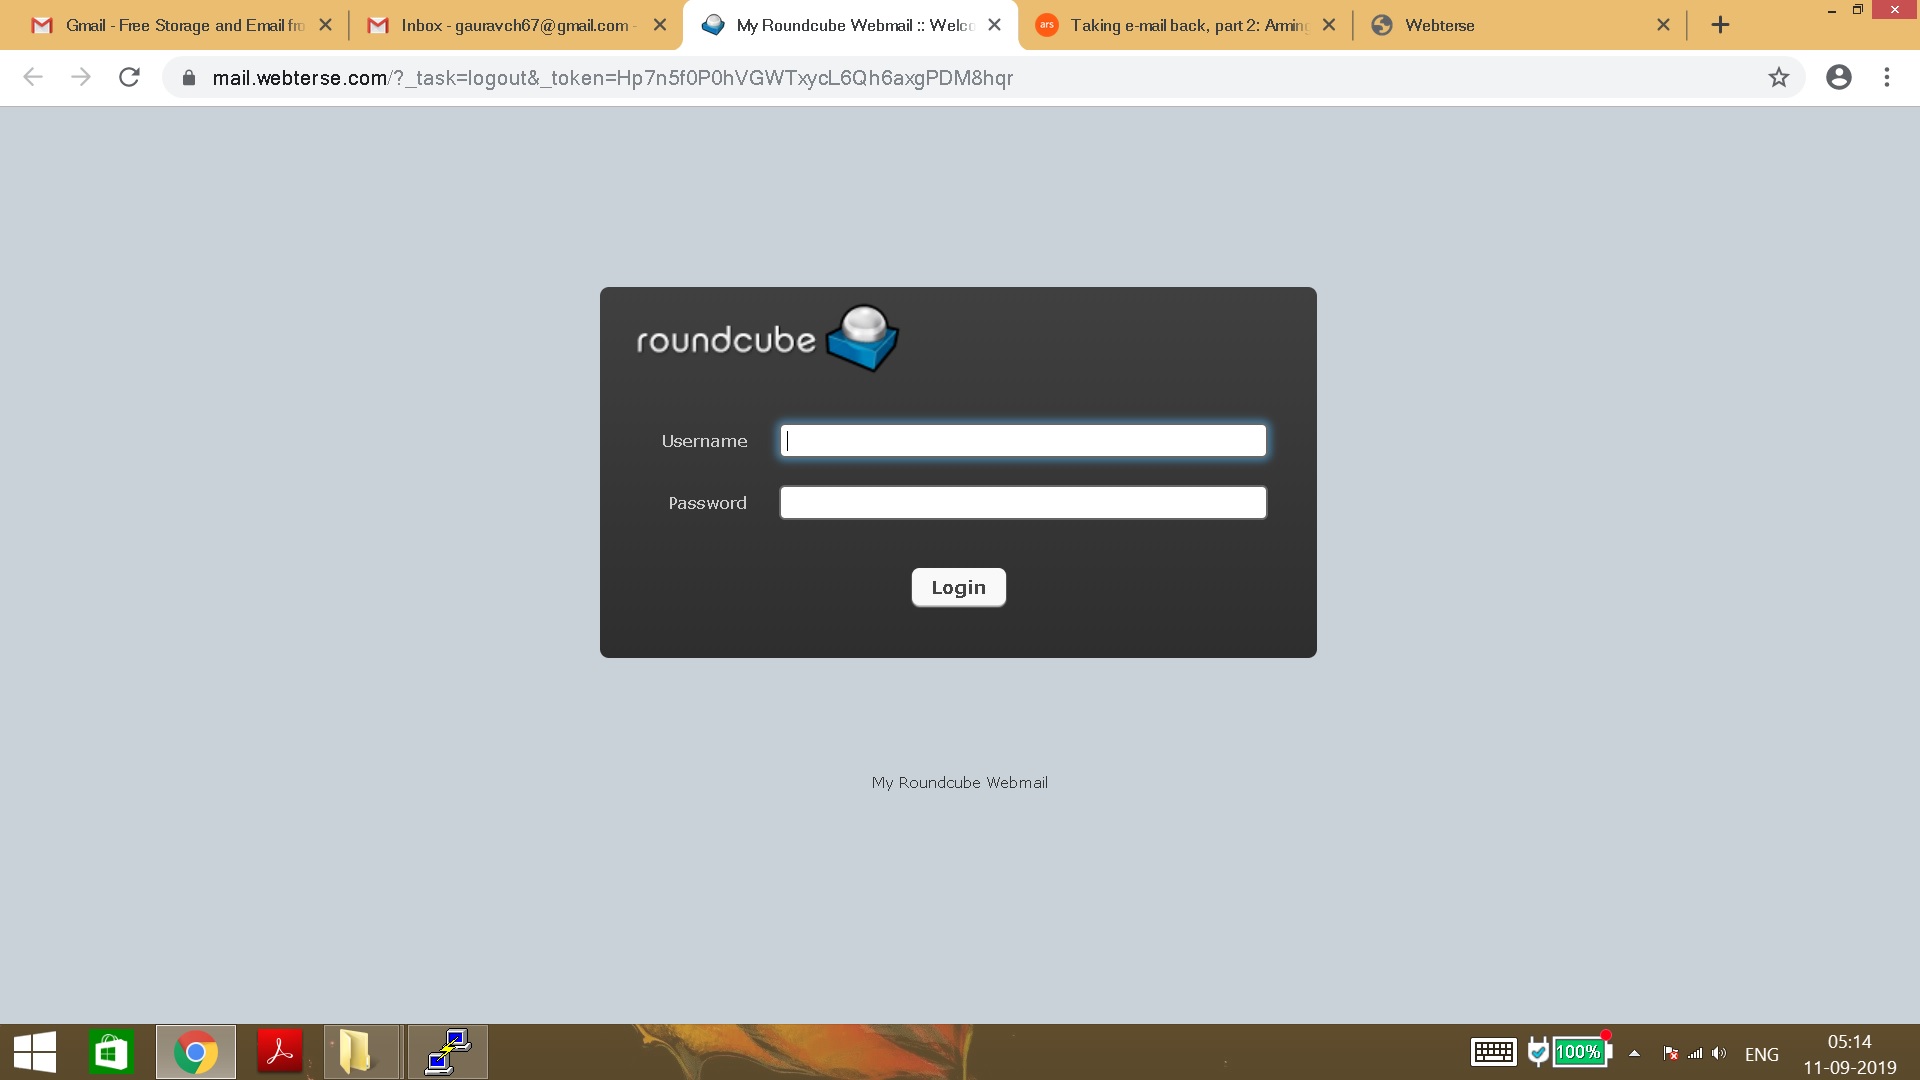 Gmail - Free Storage and Email fro
Inbox - gauravch67@gmail.com -
My Roundcube Webmail :: Welco
ars
Taking e-mail back, part 2: Arming
Webterse
mail.webterse.com/?_task=logout&_token=Hp7n5f0P0hVGWTxycL6Qh6axgPDM8hqr
roundcube
Username
Password
Login
My Roundcube Webmail
100%
ENG
05:14
11-09-2019